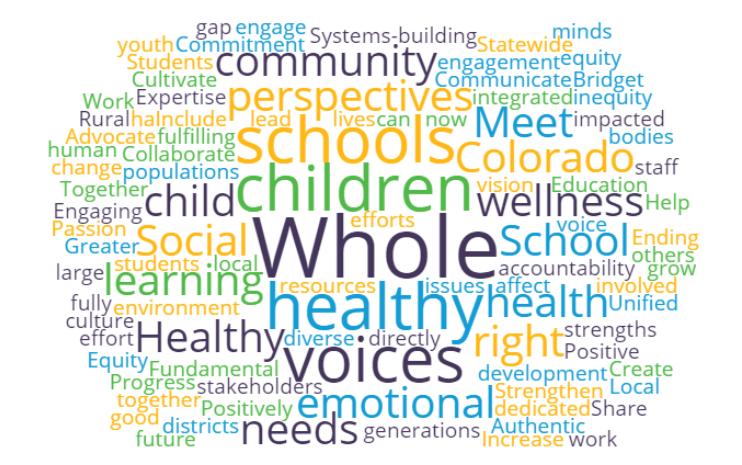 gap engage Systems-building minds
youth Commitment community Statewide
Students engagement equity
Cultivate perspectives Communicate Bridget
Work Expertise integrated inequity
Rural haInclude lead lives can now Meet impacted
Advocate fulfilling schools bodies
human Collaborate Colorado staff
change populations children vision Education
Together child wellness Help
Engaging efforts voice
Passion Social Whole School Ending
Greater others
students local accountability grow
large learning resources issues affect involved
fully environment healthy health Unified
culture
effort Healthy diverse directly right strengths
Equity voices Positive
Fundamental development Create
Progress stakeholders Strengthen Local
together emotional dedicated Share
good Positively
districts needs generations Authentic
future Increase work